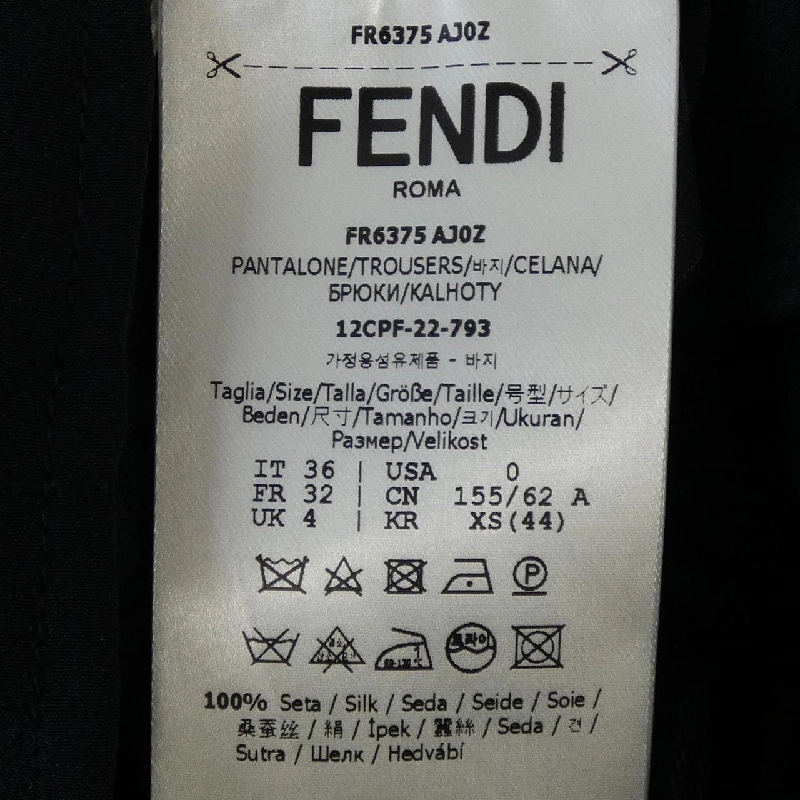 FR6375 AJ0Z
FENDI
ROMA
FR6375 AJ0Z
PANTALONE/TROUSERS/바지/CELANA/
БРЮКИ/KALHOTY
12CPF-22-793
가정용섬유제품 - 바지
Taglia/Size/Talla/Größe/Taille/号型/サイズ/
Beden/尺寸/Tamanho/크기/Ukuran/
Размер/Velikost
IT 36 | USA 0
FR 32 | CN 155/62 A
UK 4 | KR XS(44)
P
드라이
100% Seta / Silk / Seda / Seide / Soie /
桑蚕丝 / 絹 / İpek / 蠶絲 / Seda / 견 /
Sutra / Шелк / Hedvábí